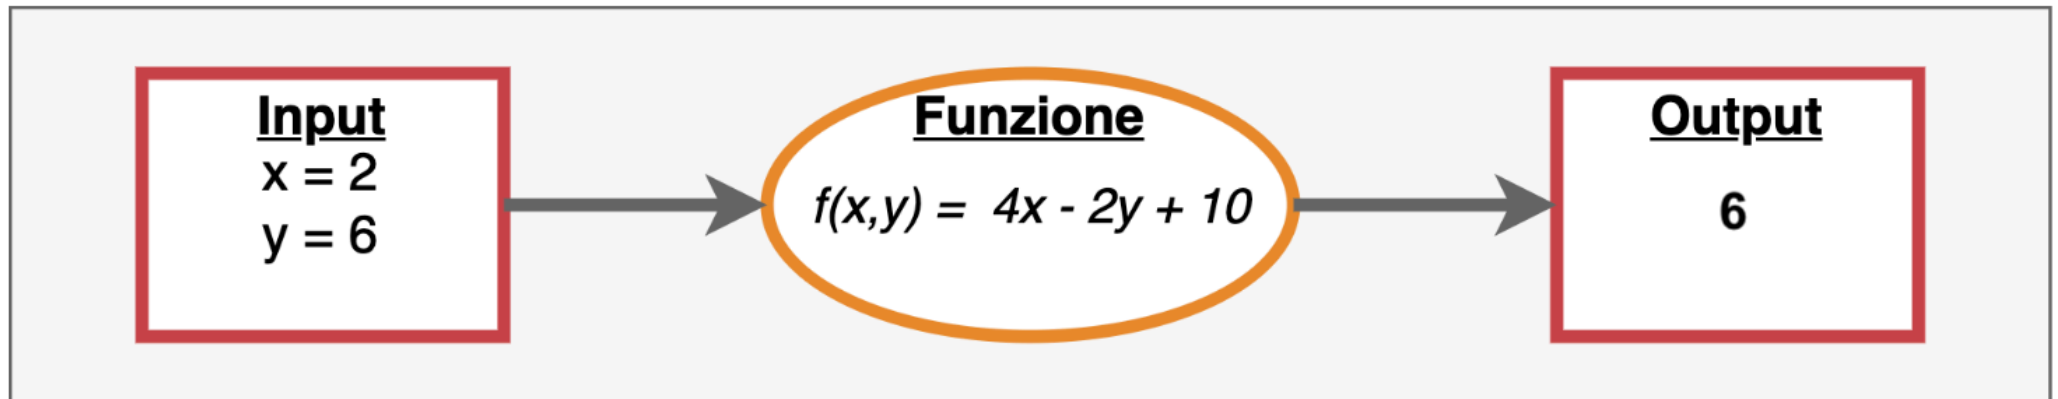 Input
x = 2
y = 6
Funzione
f(x,y) = 4x - 2y + 10
Output
6